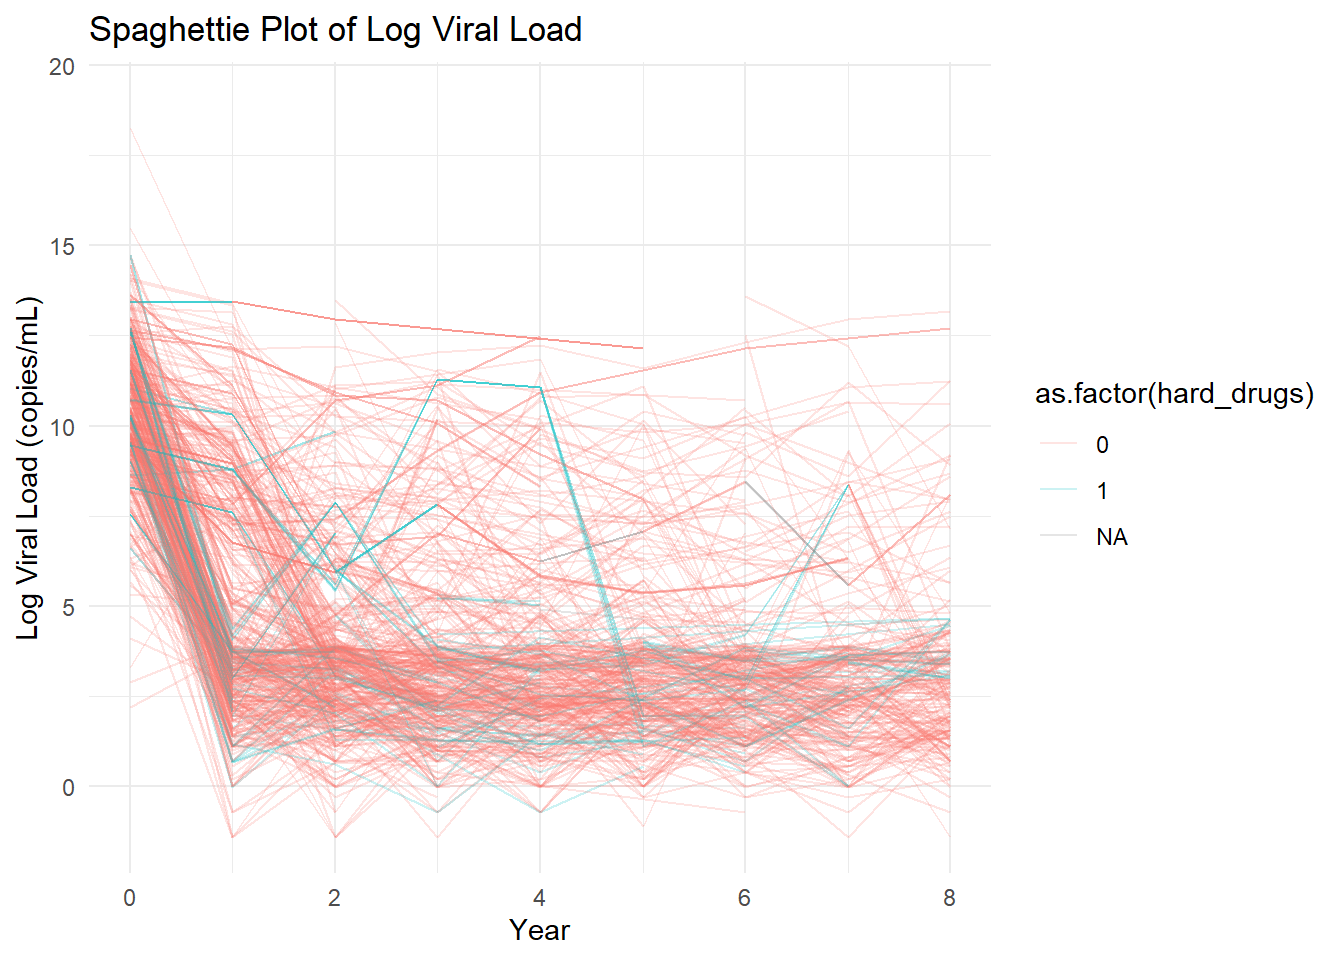 Spaghettie Plot of Log Viral Load
20
15
10
5
0
Log Viral Load (copies/mL)
0 2 4 6 8
Year
as.factor(hard_drugs)
0
1
NA